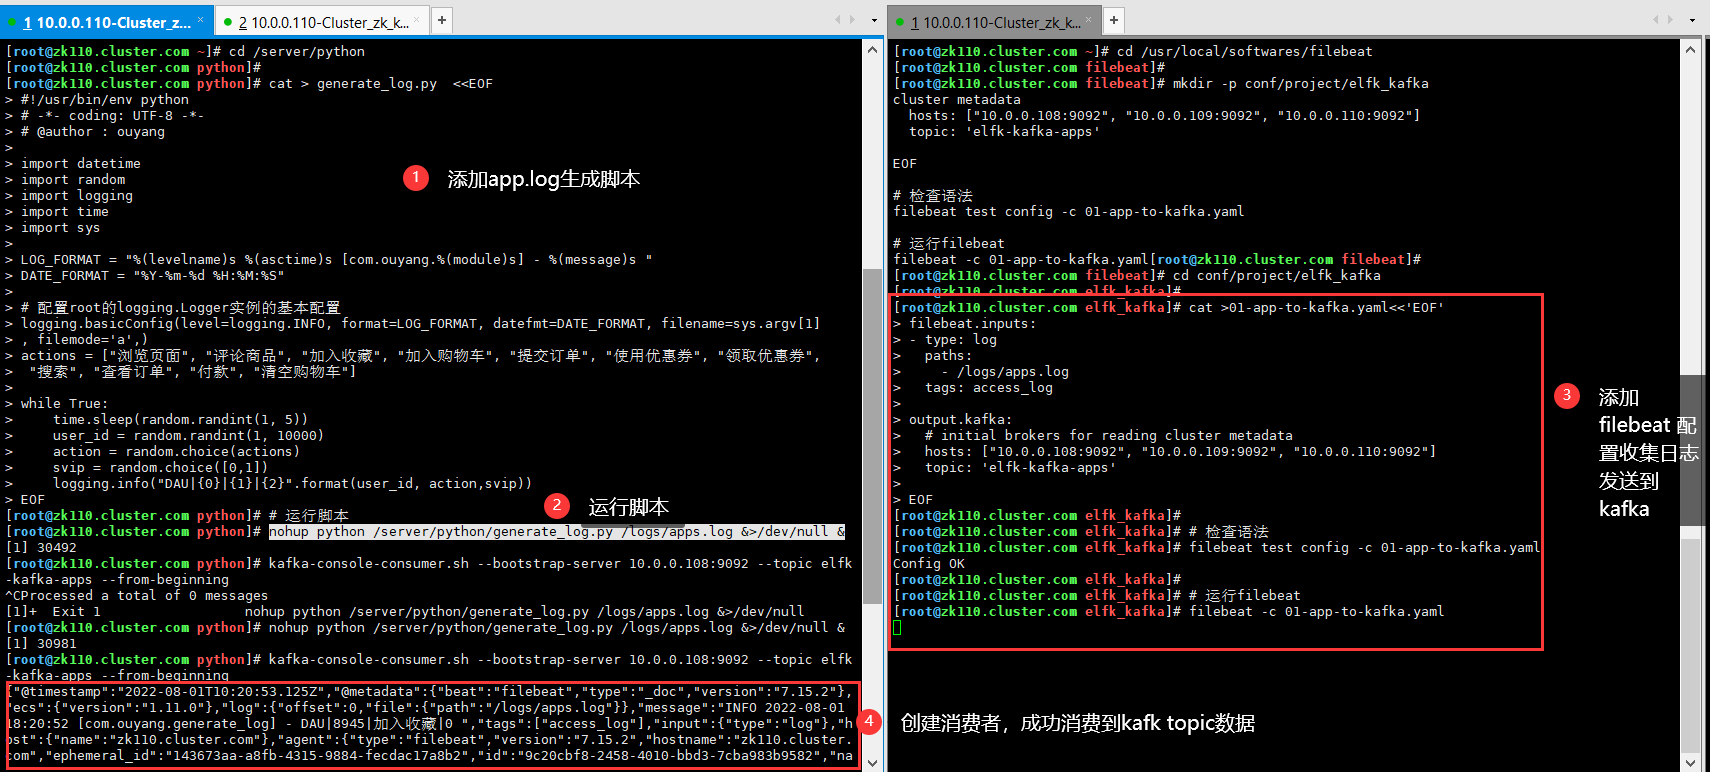 1 10.0.0.110-Cluster_z...
2 10.0.0.110-Cluster_zk_k...
[root@zk110.cluster.com ~]# cd /server/python
[root@zk110.cluster.com python]#
[root@zk110.cluster.com python]# cat > generate_log.py  <<EOF
> #!/usr/bin/env python
> # -*- coding: UTF-8 -*-
> # @author : ouyang
>
> import datetime
> import random
> import logging
> import time
> import sys
>
> LOG_FORMAT = "%(levelname)s %(asctime)s [com.ouyang.%(module)s] - %(message)s "
> DATE_FORMAT = "%Y-%m-%d %H:%M:%S"
>
> # 配置root的logging.Logger实例的基本配置
> logging.basicConfig(level=logging.INFO, format=LOG_FORMAT, datefmt=DATE_FORMAT, filename=sys.argv[1]
> , filemode='a',)
> actions = ["浏览页面", "评论商品", "加入收藏", "加入购物车", "提交订单", "使用优惠券", "领取优惠券",
>  "搜索", "查看订单", "付款", "清空购物车"]
>
> while True:
>     time.sleep(random.randint(1, 5))
>     user_id = random.randint(1, 10000)
>     action = random.choice(actions)
>     svip = random.choice([0,1])
>     logging.info("DAU|{0}|{1}|{2}".format(user_id, action,svip))
> EOF
[root@zk110.cluster.com python]# # 运行脚本
[root@zk110.cluster.com python]# nohup python /server/python/generate_log.py /logs/apps.log &>/dev/null &
[1] 30492
[root@zk110.cluster.com python]# kafka-console-consumer.sh --bootstrap-server 10.0.0.108:9092 --topic elfk
-kafka-apps --from-beginning
^CProcessed a total of 0 messages
[1]+  Exit 1                  nohup python /server/python/generate_log.py /logs/apps.log &>/dev/null
[root@zk110.cluster.com python]# nohup python /server/python/generate_log.py /logs/apps.log &>/dev/null &
[1] 30981
[root@zk110.cluster.com python]# kafka-console-consumer.sh --bootstrap-server 10.0.0.108:9092 --topic elfk
-kafka-apps --from-beginning
{"@timestamp":"2022-08-01T10:20:53.125Z","@metadata":{"beat":"filebeat","type":"_doc","version":"7.15.2"},
"ecs":{"version":"1.11.0"},"log":{"offset":0,"file":{"path":"/logs/apps.log"}},"message":"INFO 2022-08-01
18:20:52 [com.ouyang.generate_log] - DAU|8945|加入收藏|0 ","tags":["access_log"],"input":{"type":"log"},"h
ost":{"name":"zk110.cluster.com"},"agent":{"type":"filebeat","version":"7.15.2","hostname":"zk110.cluster.
com","ephemeral_id":"143673aa-a8fb-4315-9884-fecdac17a8b2","id":"9c20cbf8-2458-4010-bbd3-7cba983b9582","na
1 添加app.log生成脚本
2 运行脚本
1 10.0.0.110-Cluster_zk_k...
[root@zk110.cluster.com ~]# cd /usr/local/softwares/filebeat
[root@zk110.cluster.com filebeat]#
[root@zk110.cluster.com filebeat]# mkdir -p conf/project/elfk_kafka
cluster metadata
  hosts: ["10.0.0.108:9092", "10.0.0.109:9092", "10.0.0.110:9092"]
  topic: 'elfk-kafka-apps'
EOF
# 检查语法
filebeat test config -c 01-app-to-kafka.yaml
# 运行filebeat
filebeat -c 01-app-to-kafka.yaml[root@zk110.cluster.com filebeat]#
[root@zk110.cluster.com filebeat]# cd conf/project/elfk_kafka
[root@zk110.cluster.com elfk_kafka]#
[root@zk110.cluster.com elfk_kafka]# cat >01-app-to-kafka.yaml<<'EOF'
> filebeat.inputs:
> - type: log
>   paths:
>     - /logs/apps.log
>   tags: access_log
>
> output.kafka:
>   # initial brokers for reading cluster metadata
>   hosts: ["10.0.0.108:9092", "10.0.0.109:9092", "10.0.0.110:9092"]
>   topic: 'elfk-kafka-apps'
>
> EOF
[root@zk110.cluster.com elfk_kafka]#
[root@zk110.cluster.com elfk_kafka]# # 检查语法
[root@zk110.cluster.com elfk_kafka]# filebeat test config -c 01-app-to-kafka.yaml
Config OK
[root@zk110.cluster.com elfk_kafka]#
[root@zk110.cluster.com elfk_kafka]# # 运行filebeat
[root@zk110.cluster.com elfk_kafka]# filebeat -c 01-app-to-kafka.yaml
3 添加
filebeat 配
置收集日志
发送到
kafka
4 创建消费者，成功消费到kafk topic数据